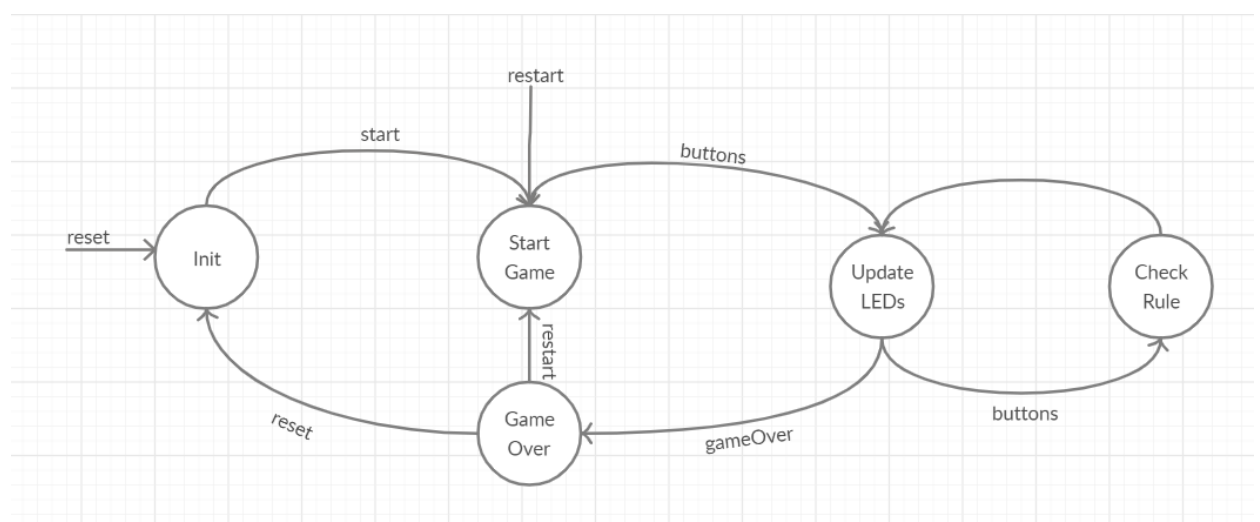 restart
start
buttons
reset
Init
Start
Game
Update
LEDs
Check
Rule
restart
reset
Game
Over
gameOver
buttons